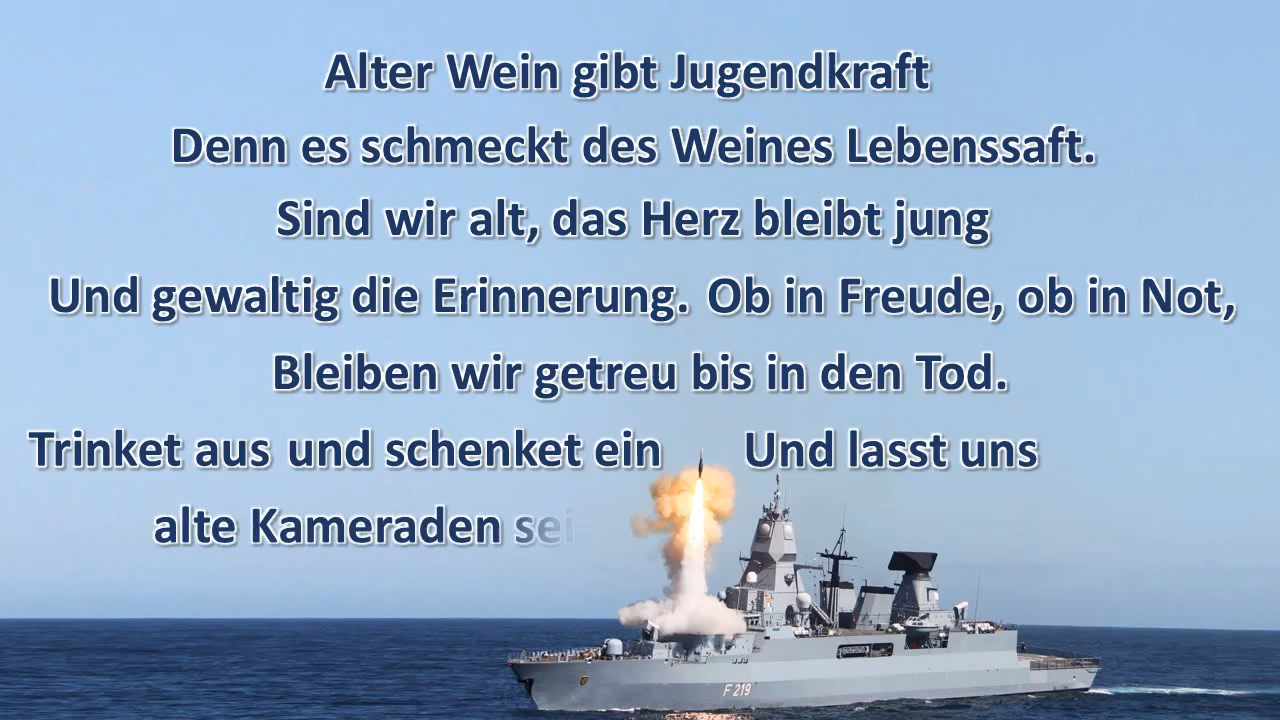 Alter Wein gibt Jugendkraft
Denn es schmeckt des Weines Lebenssaft.
Sind wir alt, das Herz bleibt jung
Und gewaltig die Erinnerung. Ob in Freude, ob in Not,
Bleiben wir getreu bis in den Tod.
Trinket aus und schenket ein Und lasst uns
alte Kameraden sei
F 219